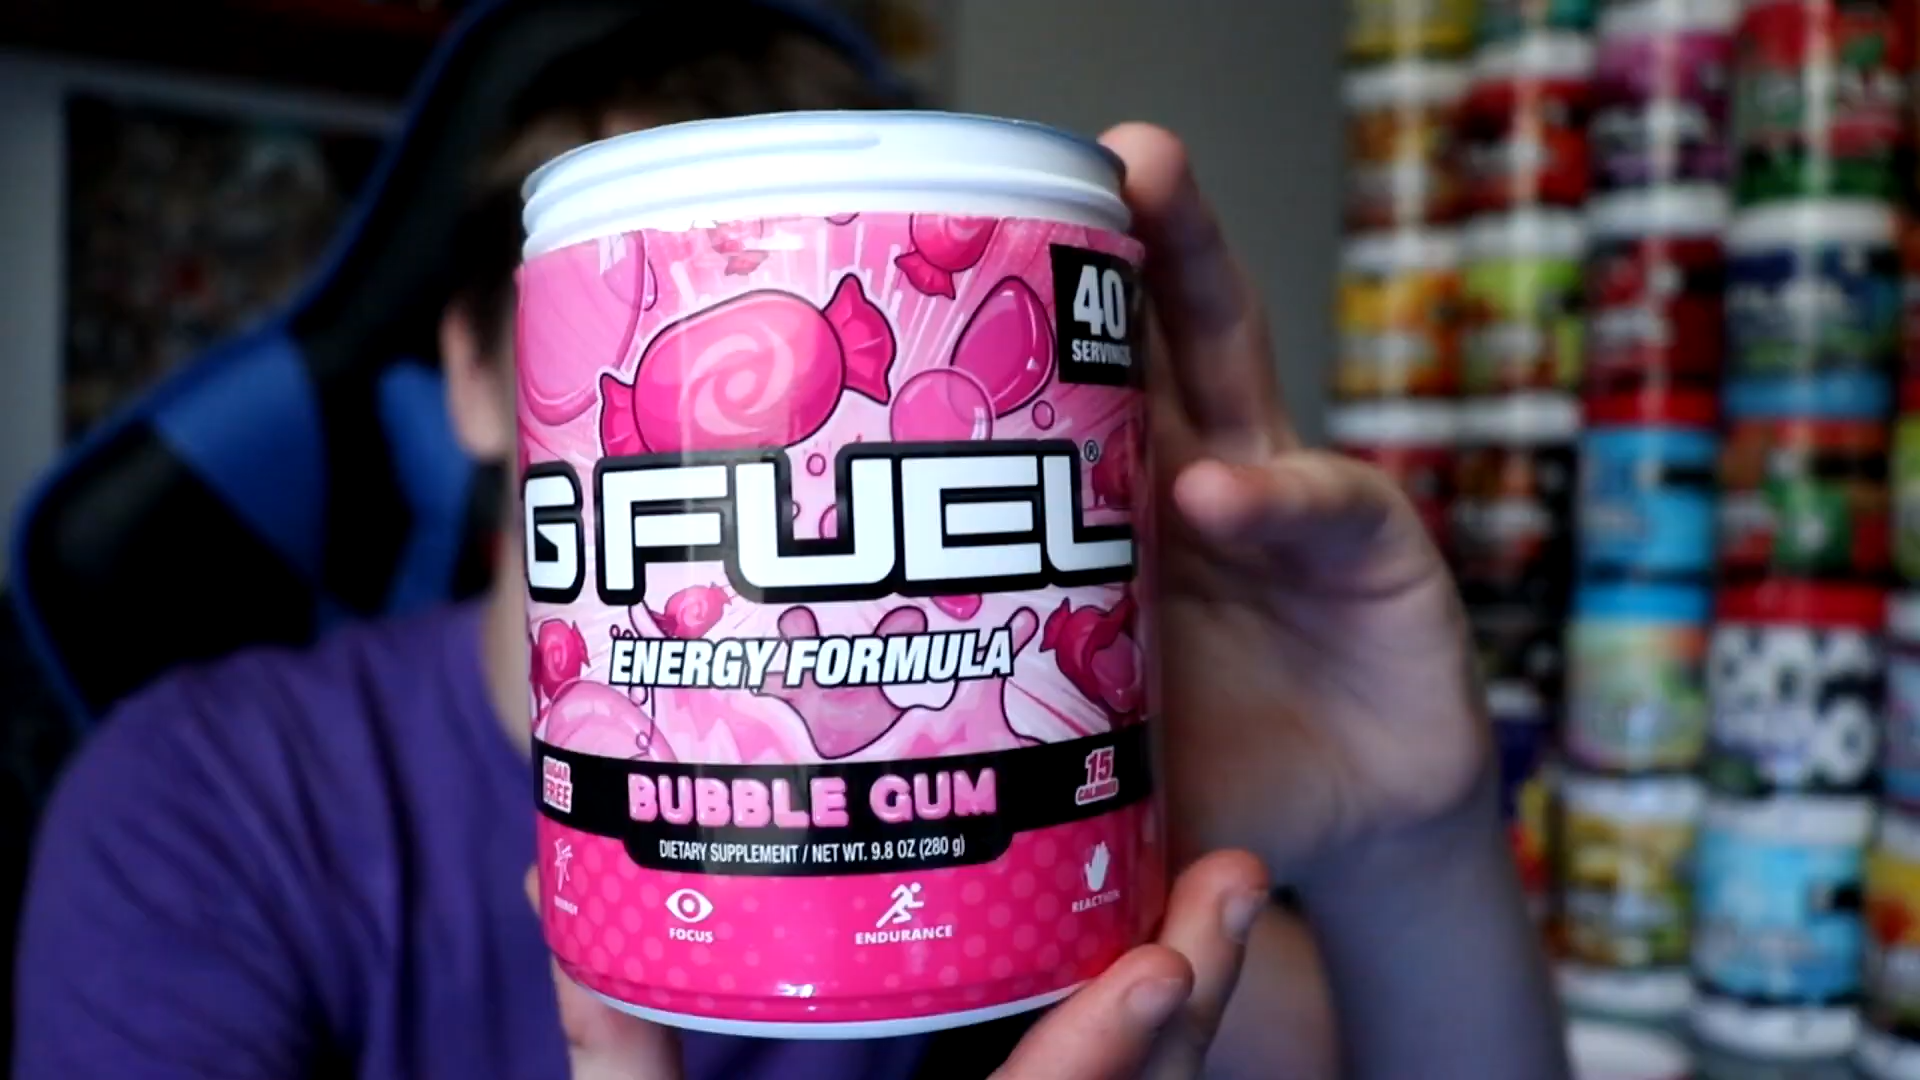 40
SERVINGS
G FUEL®
ENERGY FORMULA
SUGAR
FREE
BUBBLE GUM
15
CALORIES
DIETARY SUPPLEMENT / NET WT. 9.8 OZ (280 g)
ENERGY
FOCUS
ENDURANCE
REACTION